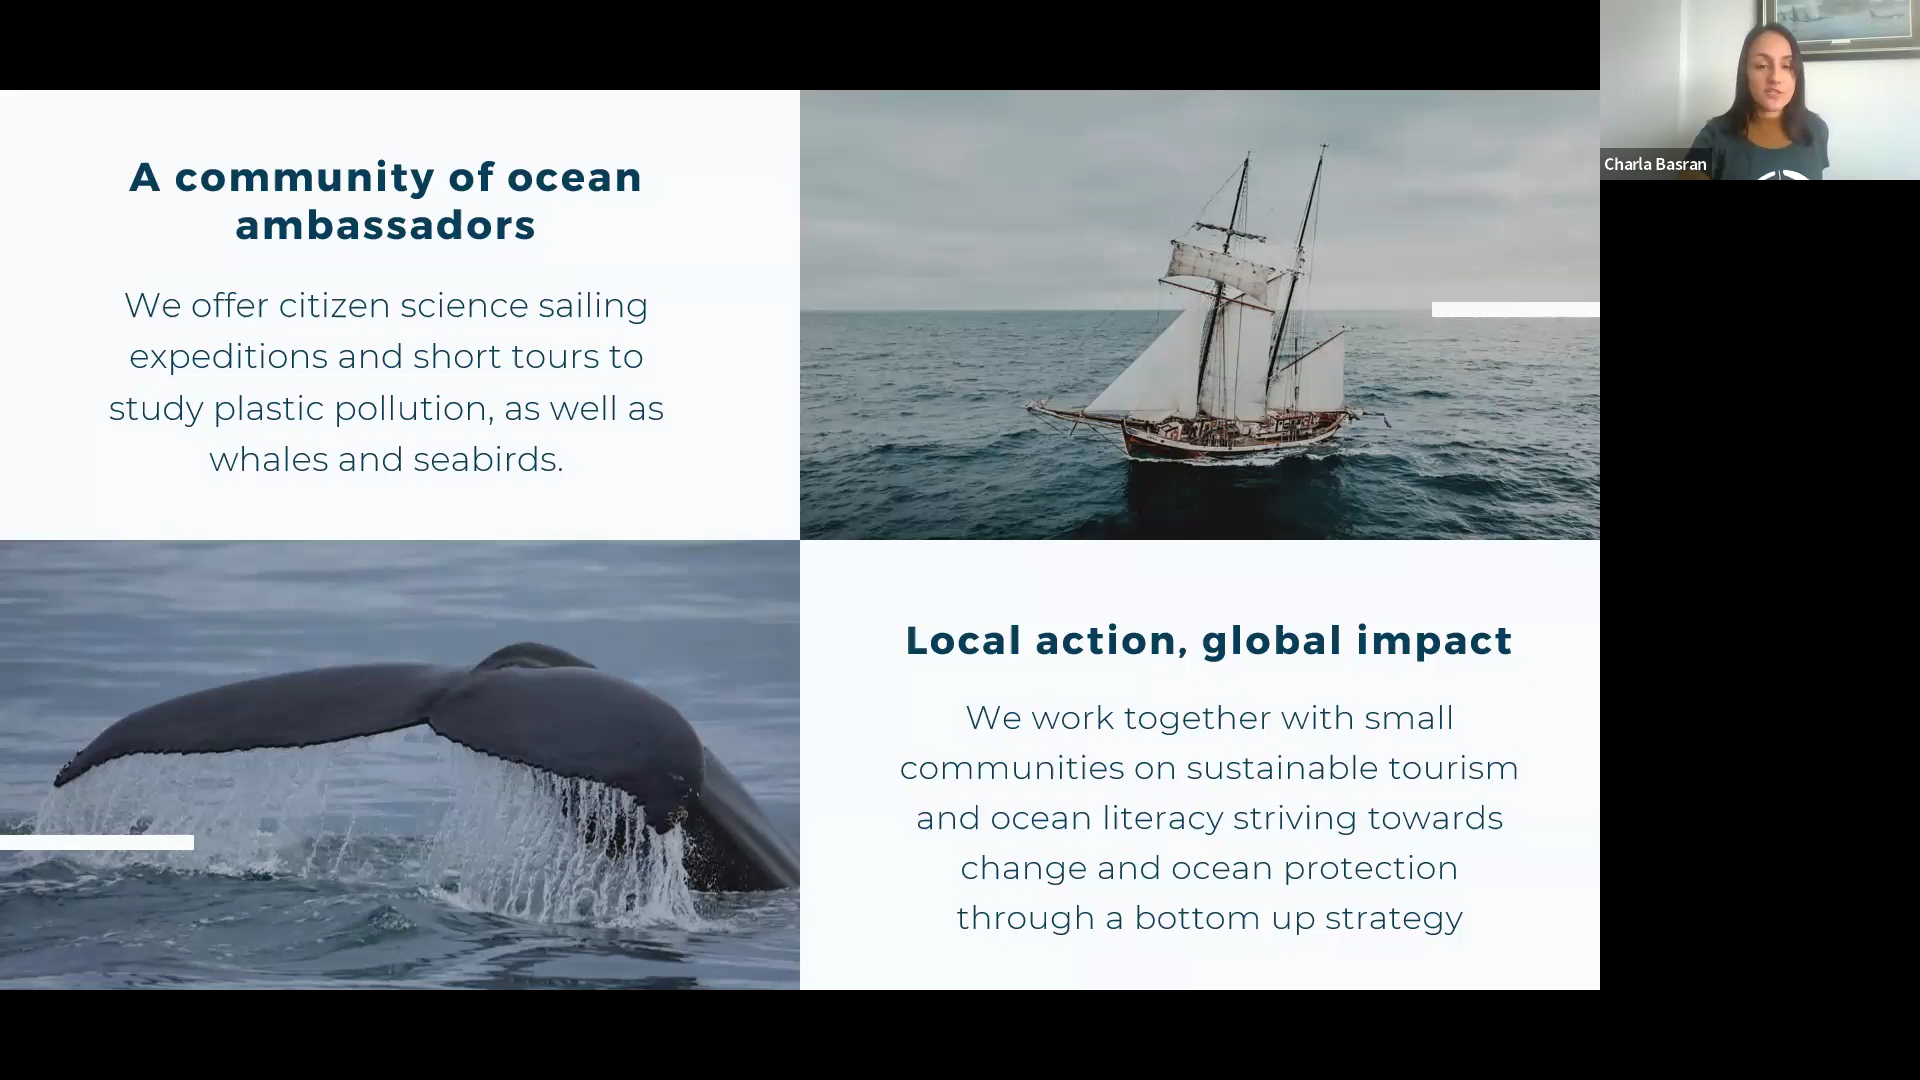 A community of ocean
ambassadors
We offer citizen science sailing
expeditions and short tours to
study plastic pollution, as well as
whales and seabirds.
Local action, global impact
We work together with small
communities on sustainable tourism
and ocean literacy striving towards
change and ocean protection
through a bottom up strategy
Charla Basran